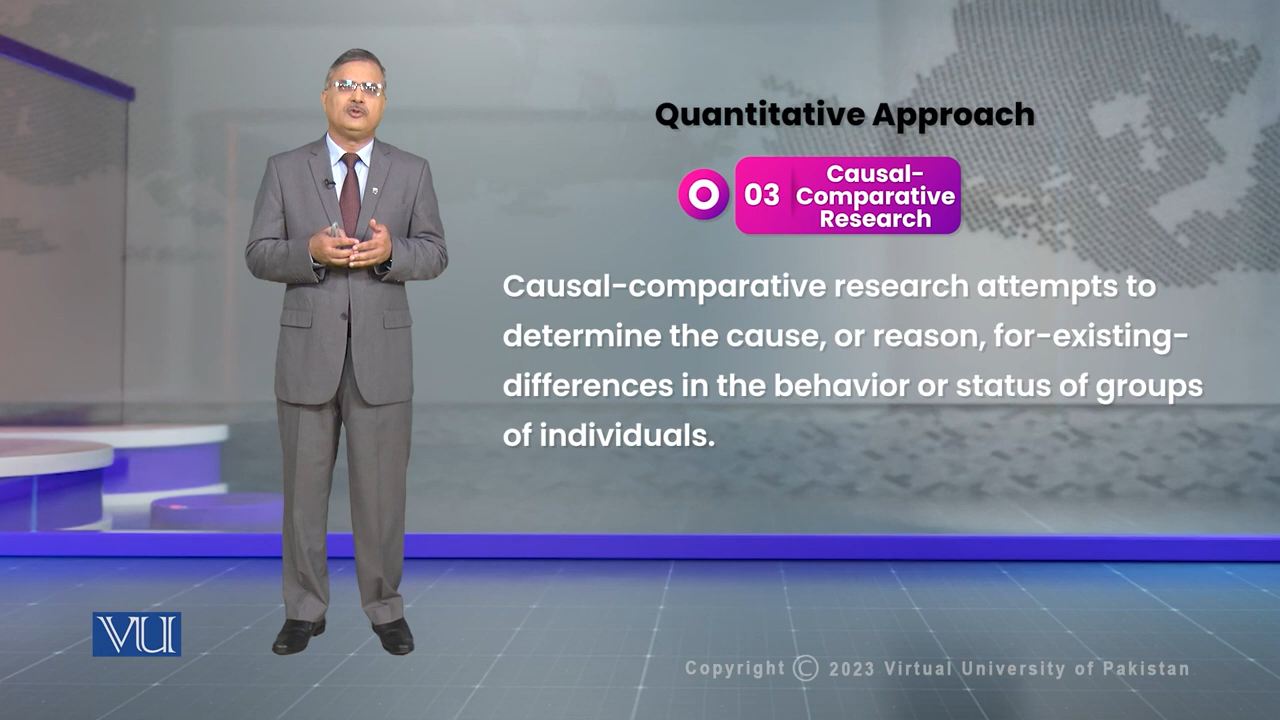 Quantitative Approach
03
Causal-
Comparative
Research
Causal-comparative research attempts to
determine the cause, or reason, for-existing-
differences in the behavior or status of groups
of individuals.
VU
Copyright © 2023 Virtual University of Pakistan